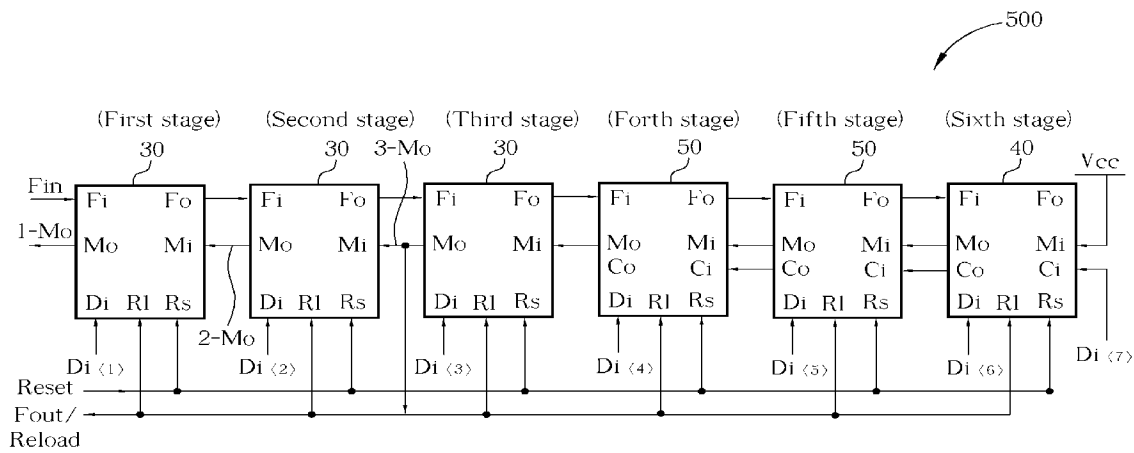 500
(First stage) (Second stage) (Third stage) (Forth stage) (Fifth stage) (Sixth stage)
30 30 3-Mo 30 50 50 40
Vcc
Fin Fi Fo Fi Fo Fi Fo Fi Fo Fi Fo Fi Fo
1-Mo Mo Mi Mo Mi Mo Mi Mo Mi Mo Mi Mo Mi
Co Ci Co Ci Co Ci
Di Rl Rs Di Rl Rs Di Rl Rs Di Rl Rs Di Rl Rs Di Rl Rs
2-Mo
Di〈1〉 Di〈2〉 Di〈3〉 Di〈4〉 Di〈5〉 Di〈6〉 Di〈7〉
Reset
Fout/
Reload